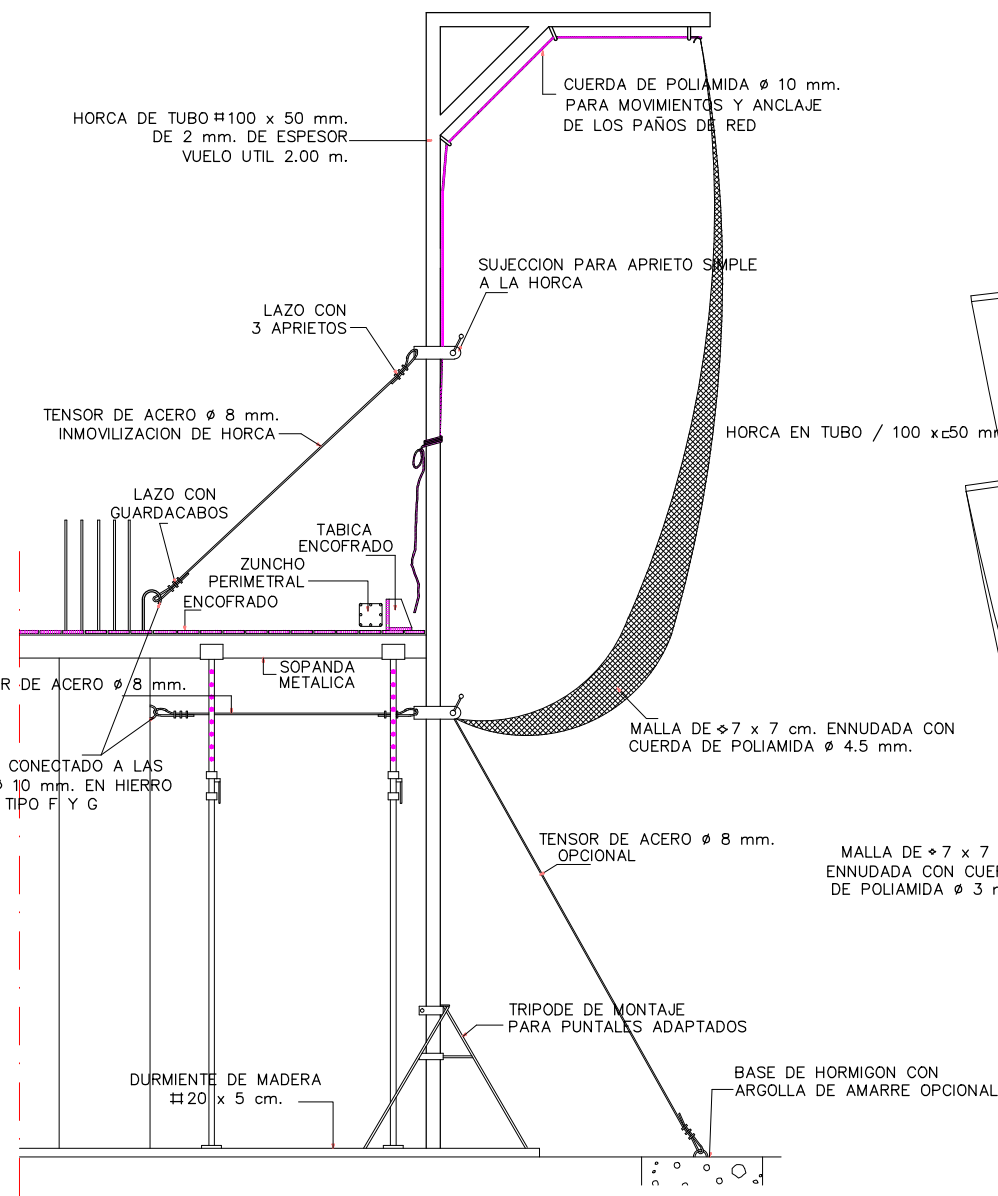 CUERDA DE POLIAMIDA ø 10 mm.
PARA MOVIMIENTOS Y ANCLAJE
DE LOS PAÑOS DE RED
HORCA DE TUBO ⌗100 x 50 mm.
DE 2 mm. DE ESPESOR
VUELO UTIL 2.00 m.
SUJECCION PARA APRIETO SIMPLE
A LA HORCA
LAZO CON
3 APRIETOS
TENSOR DE ACERO ø 8 mm.
INMOVILIZACION DE HORCA
HORCA EN TUBO / 100 x 50 mm
LAZO CON
GUARDACABOS
TABICA
ENCOFRADO
ZUNCHO
PERIMETRAL
ENCOFRADO
SOPANDA
METALICA
R DE ACERO ø 8 mm.
MALLA DE ⌖7 x 7 cm. ENNUDADA CON
CUERDA DE POLIAMIDA ø 4.5 mm.
CONECTADO A LAS
ø 10 mm. EN HIERRO
TIPO F Y G
TENSOR DE ACERO ø 8 mm.
OPCIONAL
MALLA DE ⌖7 x 7
ENNUDADA CON CUER
DE POLIAMIDA ø 3 m
TRIPODE DE MONTAJE
PARA PUNTALES ADAPTADOS
DURMIENTE DE MADERA
⌗20 x 5 cm.
BASE DE HORMIGON CON
ARGOLLA DE AMARRE OPCIONAL